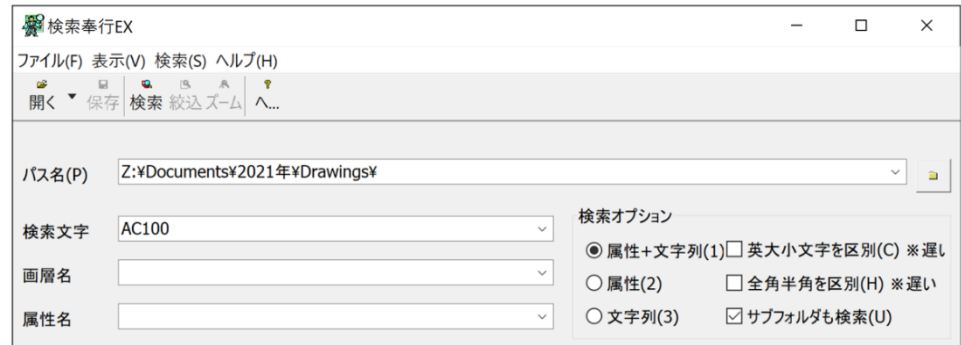 検索奉行EX
ファイル(F) 表示(V) 検索(S) ヘルプ(H)
開く 保存 検索 絞込 ズーム ヘ...
パス名(P) Z:¥Documents¥2021年¥Drawings¥
検索文字 AC100
画層名
属性名
検索オプション
属性+文字列(1) 英大小文字を区別(C) ※遅い
属性(2) 全角半角を区別(H) ※遅い
文字列(3) サブフォルダも検索(U)